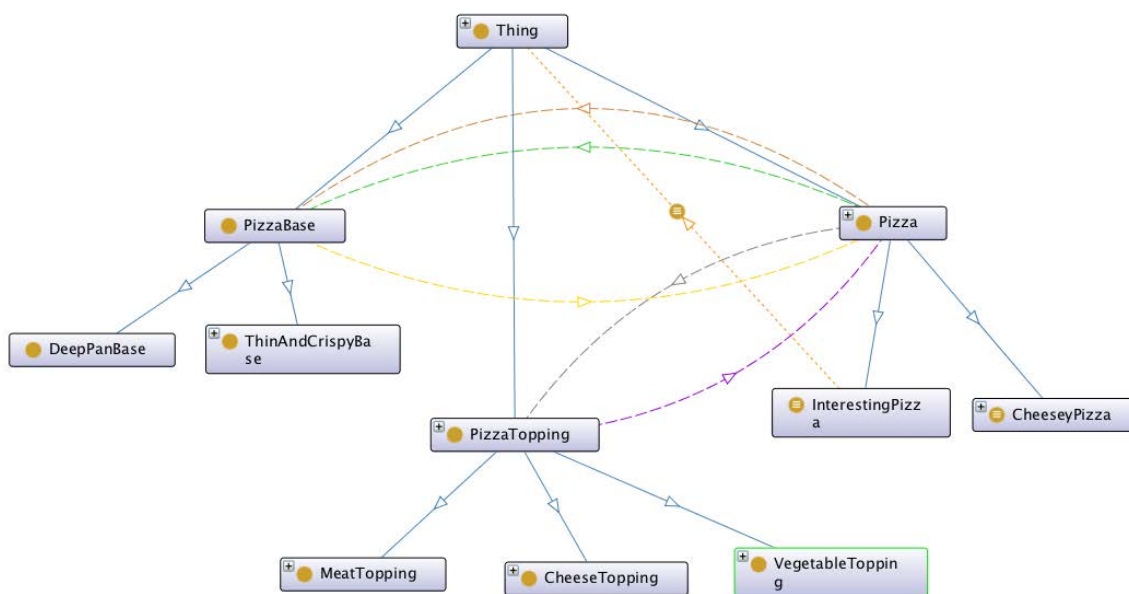 Thing
PizzaBase
Pizza
DeepPanBase
ThinAndCrispyBa
se
InterestingPizz
a
CheeseyPizza
PizzaTopping
MeatTopping
CheeseTopping
VegetableToppin
g